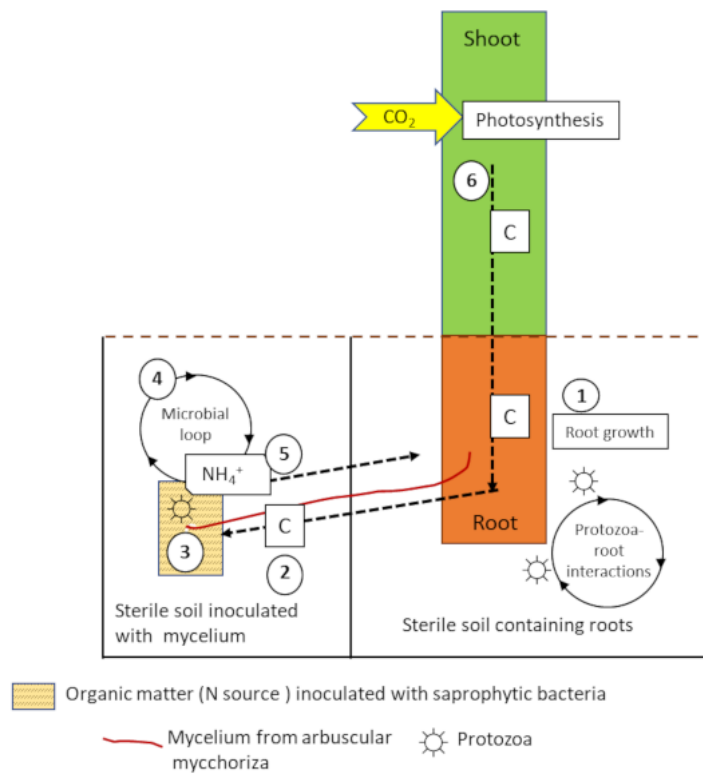 Shoot
CO₂
Photosynthesis
6
C
4
Microbial
loop
5
NH₄⁺
C
1
Root growth
C
3
2
Root
Protozoa-
root
interactions
Sterile soil inoculated
with mycelium
Sterile soil containing roots
Organic matter (N source ) inoculated with saprophytic bacteria
Mycelium from arbuscular
mycchoriza
Protozoa